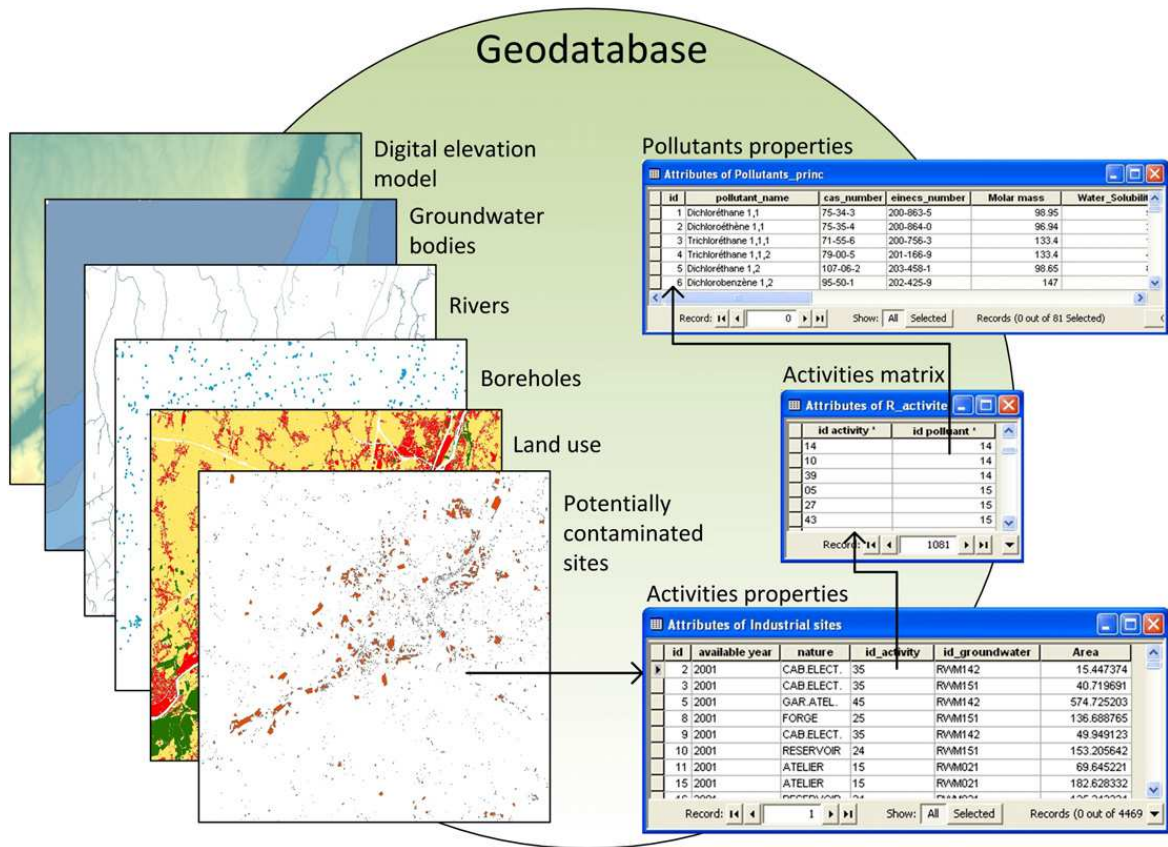 Geodatabase
Digital elevation
model
Groundwater
bodies
Rivers
Boreholes
Land use
Potentially
contaminated
sites
Pollutants properties
Attributes of Pollutants_princ
id pollutant_name cas_number einecs_number Molar mass Water_Solubilit
1 Dichloréthane 1,1 75-34-3 200-863-5 98.95
2 Dichloroéthène 1,1 75-35-4 200-864-0 96.94
3 Trichloréthane 1,1,1 71-55-6 200-756-3 133.4
4 Trichloréthane 1,1,2 79-00-5 201-166-9 133.4
5 Dichloréthane 1,2 107-06-2 203-458-1 98.65
6 Dichlorobenzène 1,2 95-50-1 202-425-9 147
Record: 0 Show: All Selected Records (0 out of 81 Selected)
Activities matrix
Attributes of R_activite
id activity * id polluant *
14 14
10 14
39 14
05 15
27 15
43 15
Record: 1081
Activities properties
Attributes of Industrial sites
id available year nature id_activity id_groundwater Area
2 2001 CAB.ELECT. 35 RWM142 15.447374
3 2001 CAB.ELECT. 35 RWM151 40.719691
5 2001 GAR.ATEL. 45 RWM142 574.725203
8 2001 FORGE 25 RWM151 136.688765
9 2001 CAB.ELECT. 35 RWM142 49.949123
10 2001 RESERVOIR 24 RWM151 153.205642
11 2001 ATELIER 15 RWM021 69.645221
15 2001 ATELIER 15 RWM021 182.628332
Record: 1 Show: All Selected Records (0 out of 4469